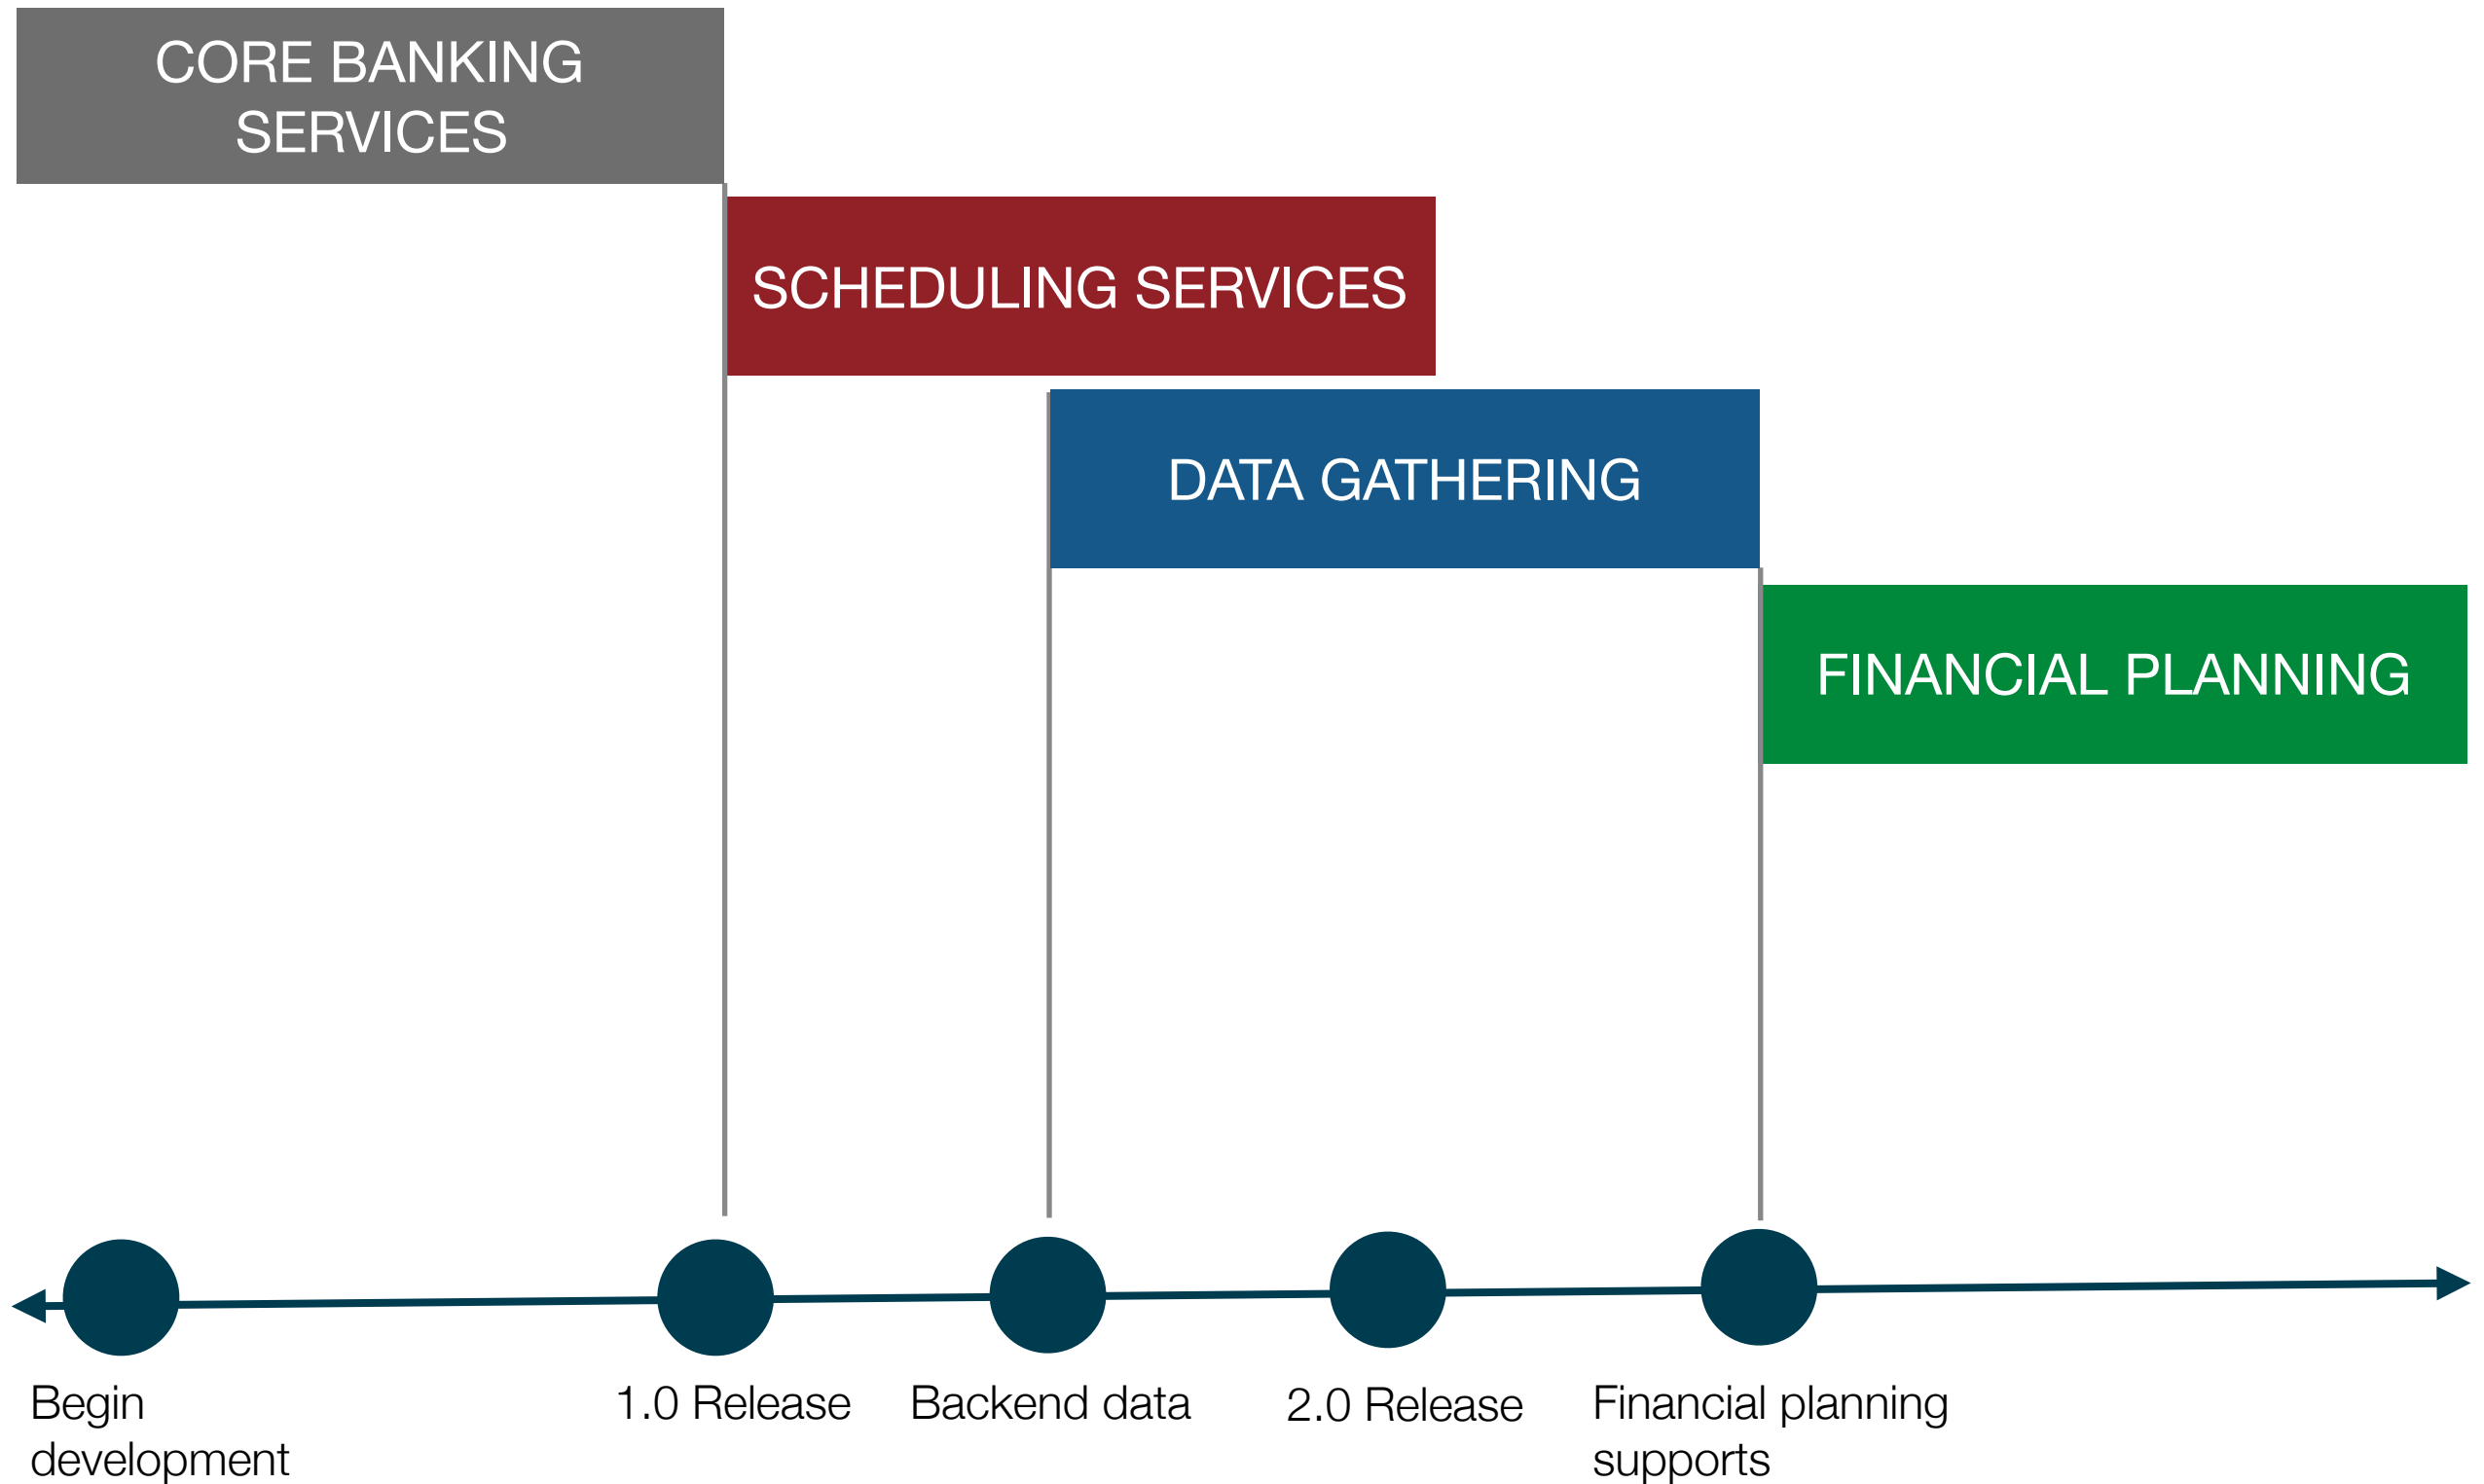 CORE BANKING
SERVICES
SCHEDULING SERVICES
DATA GATHERING
FINANCIAL PLANNING
Begin
development
1.0 Release
Backend data
2.0 Release
Financial planning
supports